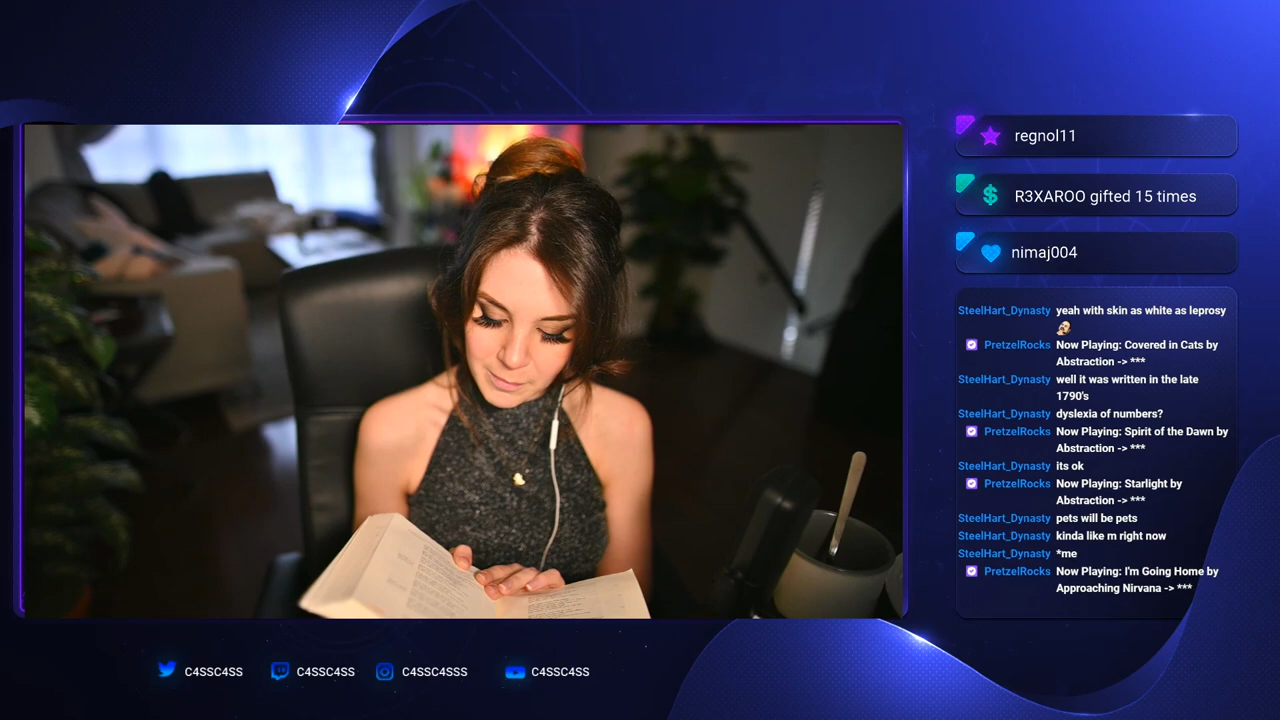 regnol11
R3XAROO gifted 15 times
nimaj004
SteelHart_Dynasty yeah with skin as white as leprosy
PretzelRocks Now Playing: Covered in Cats by
Abstraction -> ***
SteelHart_Dynasty well it was written in the late
1790's
SteelHart_Dynasty dyslexia of numbers?
PretzelRocks Now Playing: Spirit of the Dawn by
Abstraction -> ***
SteelHart_Dynasty its ok
PretzelRocks Now Playing: Starlight by
Abstraction -> ***
SteelHart_Dynasty pets will be pets
SteelHart_Dynasty kinda like m right now
SteelHart_Dynasty *me
PretzelRocks Now Playing: I'm Going Home by
Approaching Nirvana -> ***
C4SSC4SS C4SSC4SS C4SSC4SSS C4SSC4SS